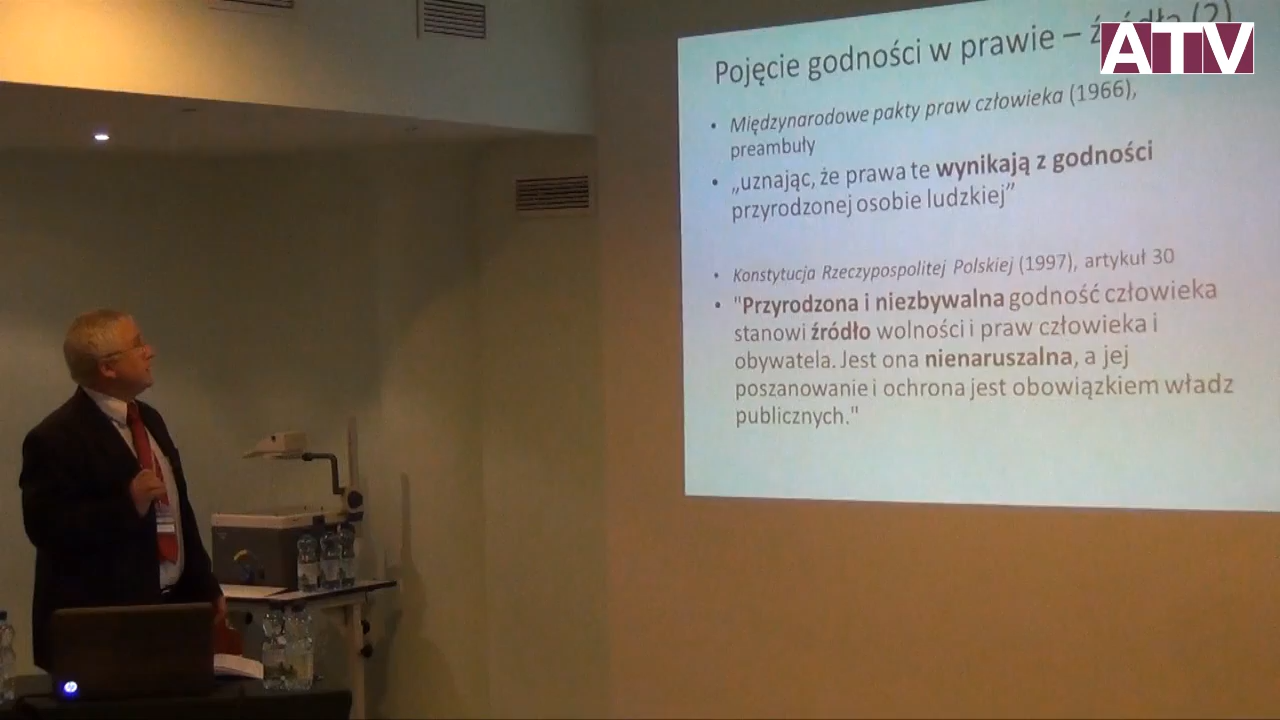 Pojęcie godności w prawie – źródła (2)
ATV
• Międzynarodowe pakty praw człowieka (1966),
preambuły
• „uznając, że prawa te wynikają z godności
przyrodzonej osobie ludzkiej”
• Konstytucja Rzeczypospolitej Polskiej (1997), artykuł 30
• "Przyrodzona i niezbywalna godność człowieka
stanowi źródło wolności i praw człowieka i
obywatela. Jest ona nienaruszalna, a jej
poszanowanie i ochrona jest obowiązkiem władz
publicznych."